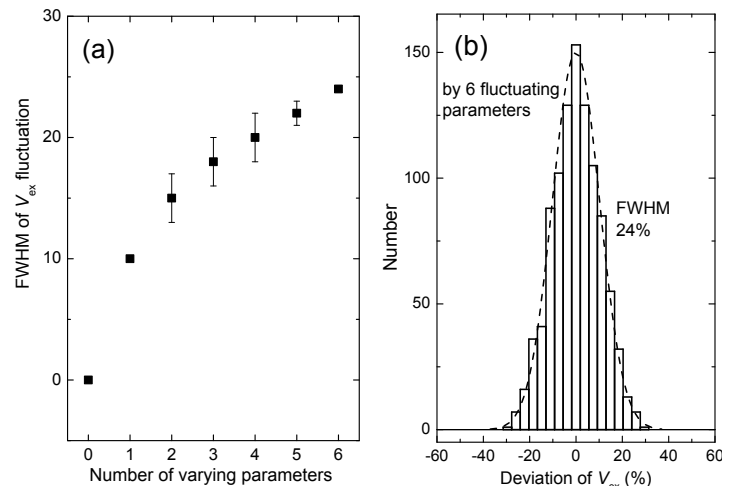 (a)
30
20
10
0
FWHM of Vex fluctuation
0 1 2 3 4 5 6
Number of varying parameters
(b)
by 6 fluctuating
parameters
FWHM
24%
150
100
50
0
Number
-60 -40 -20 0 20 40 60
Deviation of Vex (%)